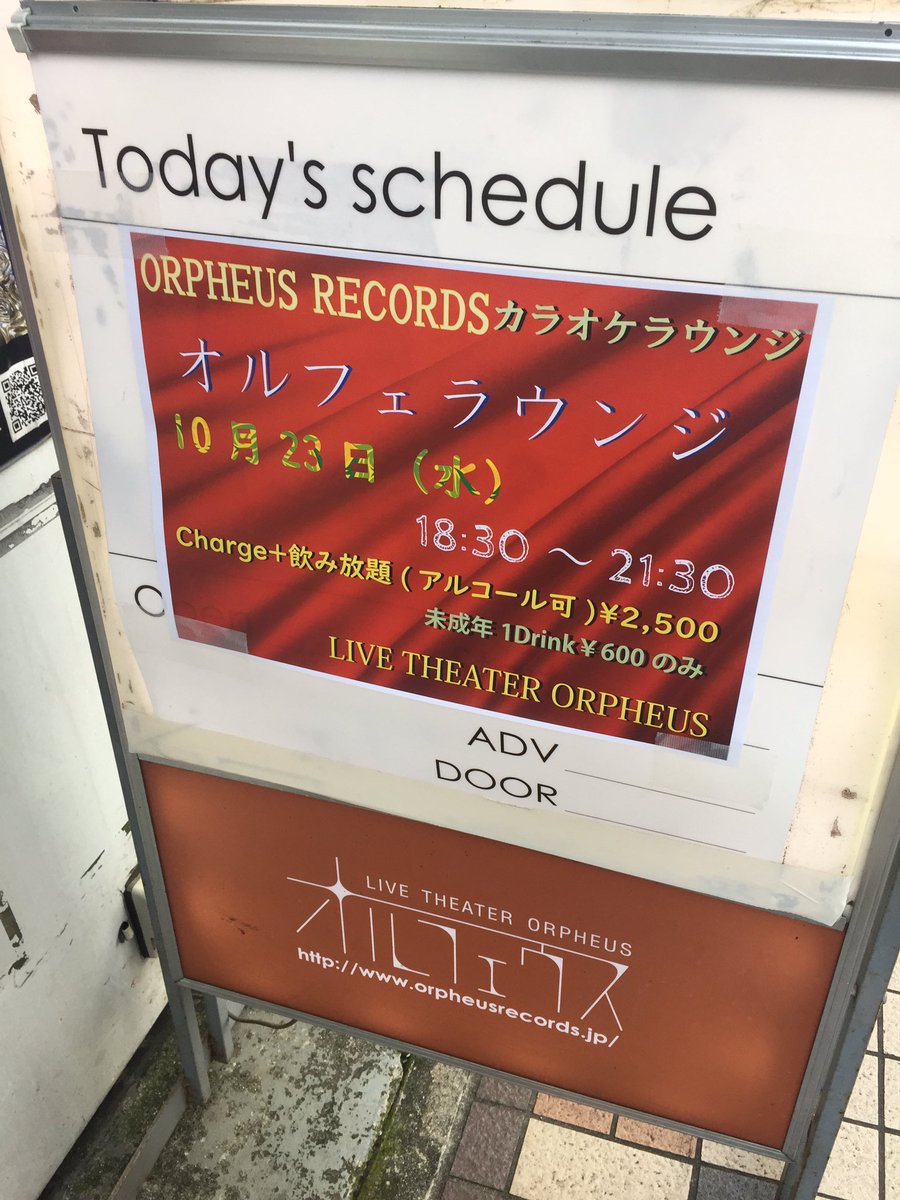 Today's schedule
ORPHEUS RECORDSカラオケラウンジ
オルフェラウンジ
10月23日（水）
18:30～21:30
Charge+飲み放題(アルコール可)¥2,500
未成年 1Drink¥600のみ
LIVE THEATER ORPHEUS
ADV
DOOR
LIVE THEATER ORPHEUS
オルフェウス
http://www.orpheusrecords.jp/